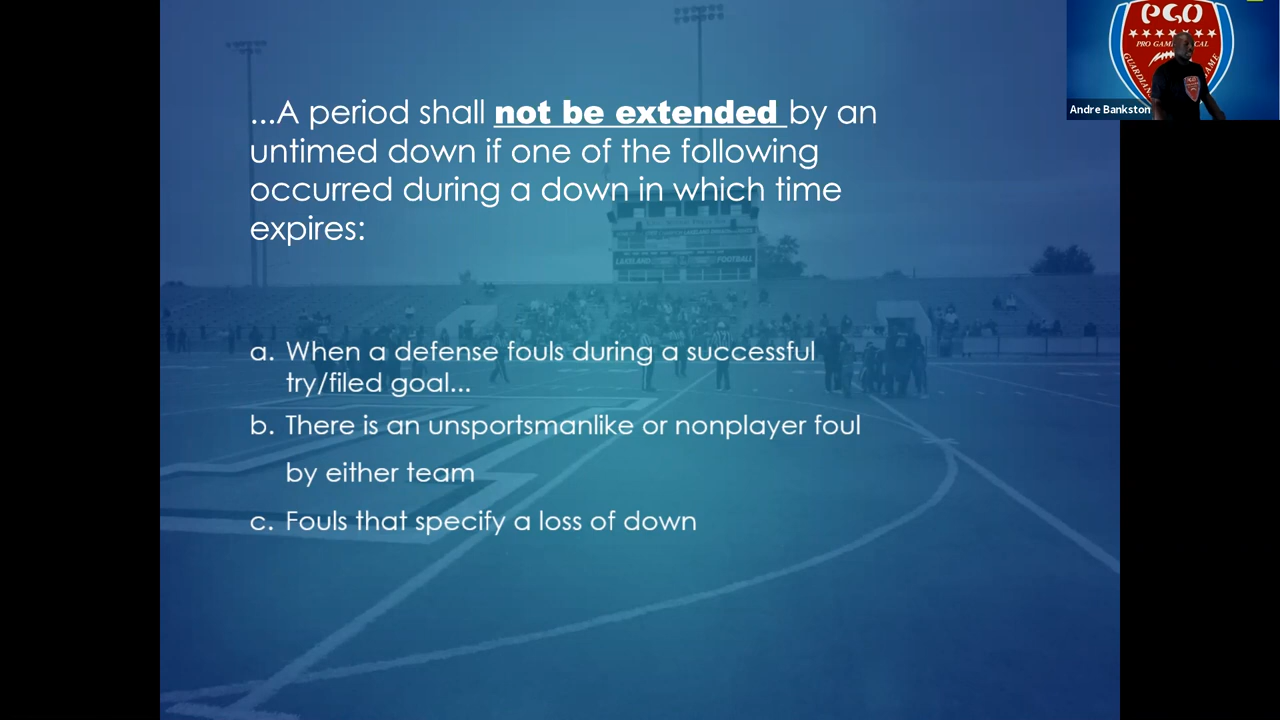 ...A period shall not be extended by an
untimed down if one of the following
occurred during a down in which time
expires:
a. When a defense fouls during a successful
try/filed goal...
b. There is an unsportsmanlike or nonplayer foul
by either team
c. Fouls that specify a loss of down
PGO
Andre Bankston
LAKELAND
FOOTBALL